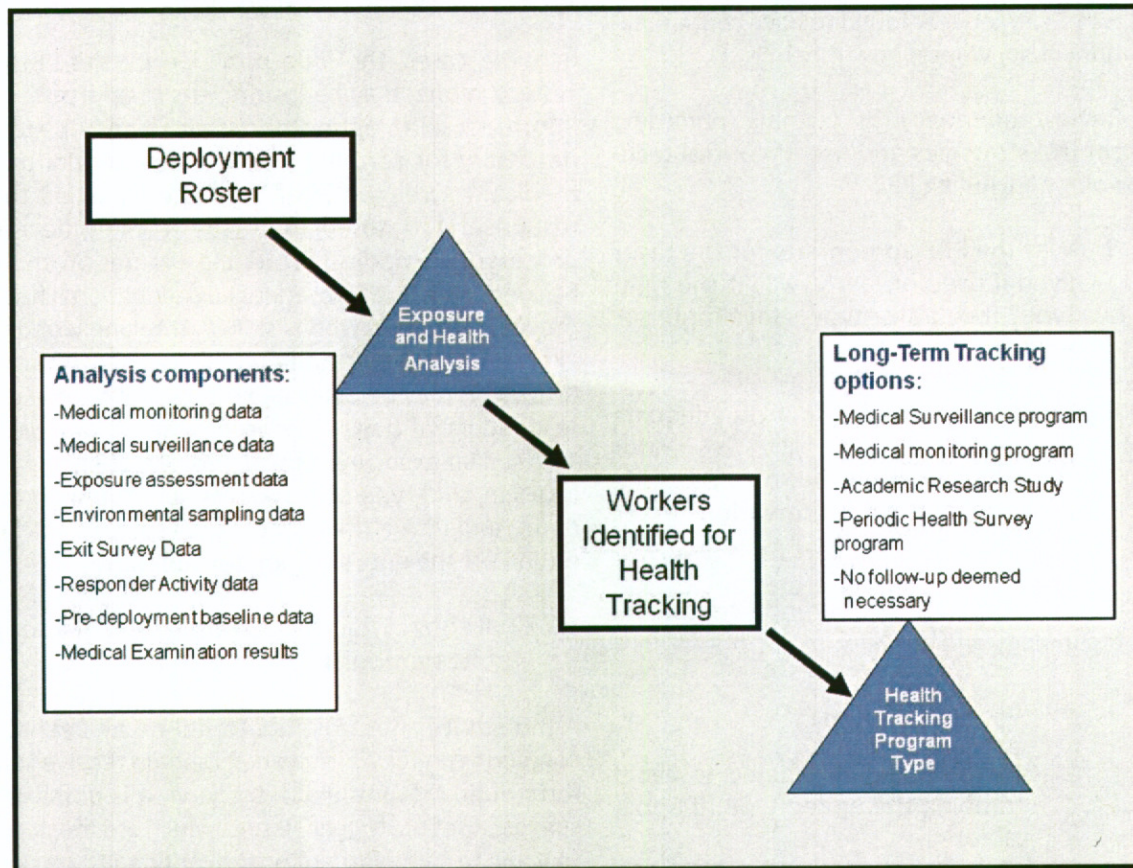 Deployment
Roster
Exposure
and Health
Analysis
Analysis components:
-Medical monitoring data
-Medical surveillance data
-Exposure assessment data
-Environmental sampling data
-Exit Survey Data
-Responder Activity data
-Pre-deployment baseline data
-Medical Examination results
Workers
Identified for
Health
Tracking
Long-Term Tracking
options:
-Medical Surveillance program
-Medical monitoring program
-Academic Research Study
-Periodic Health Survey
program
-No follow-up deemed
necessary
Health
Tracking
Program
Type